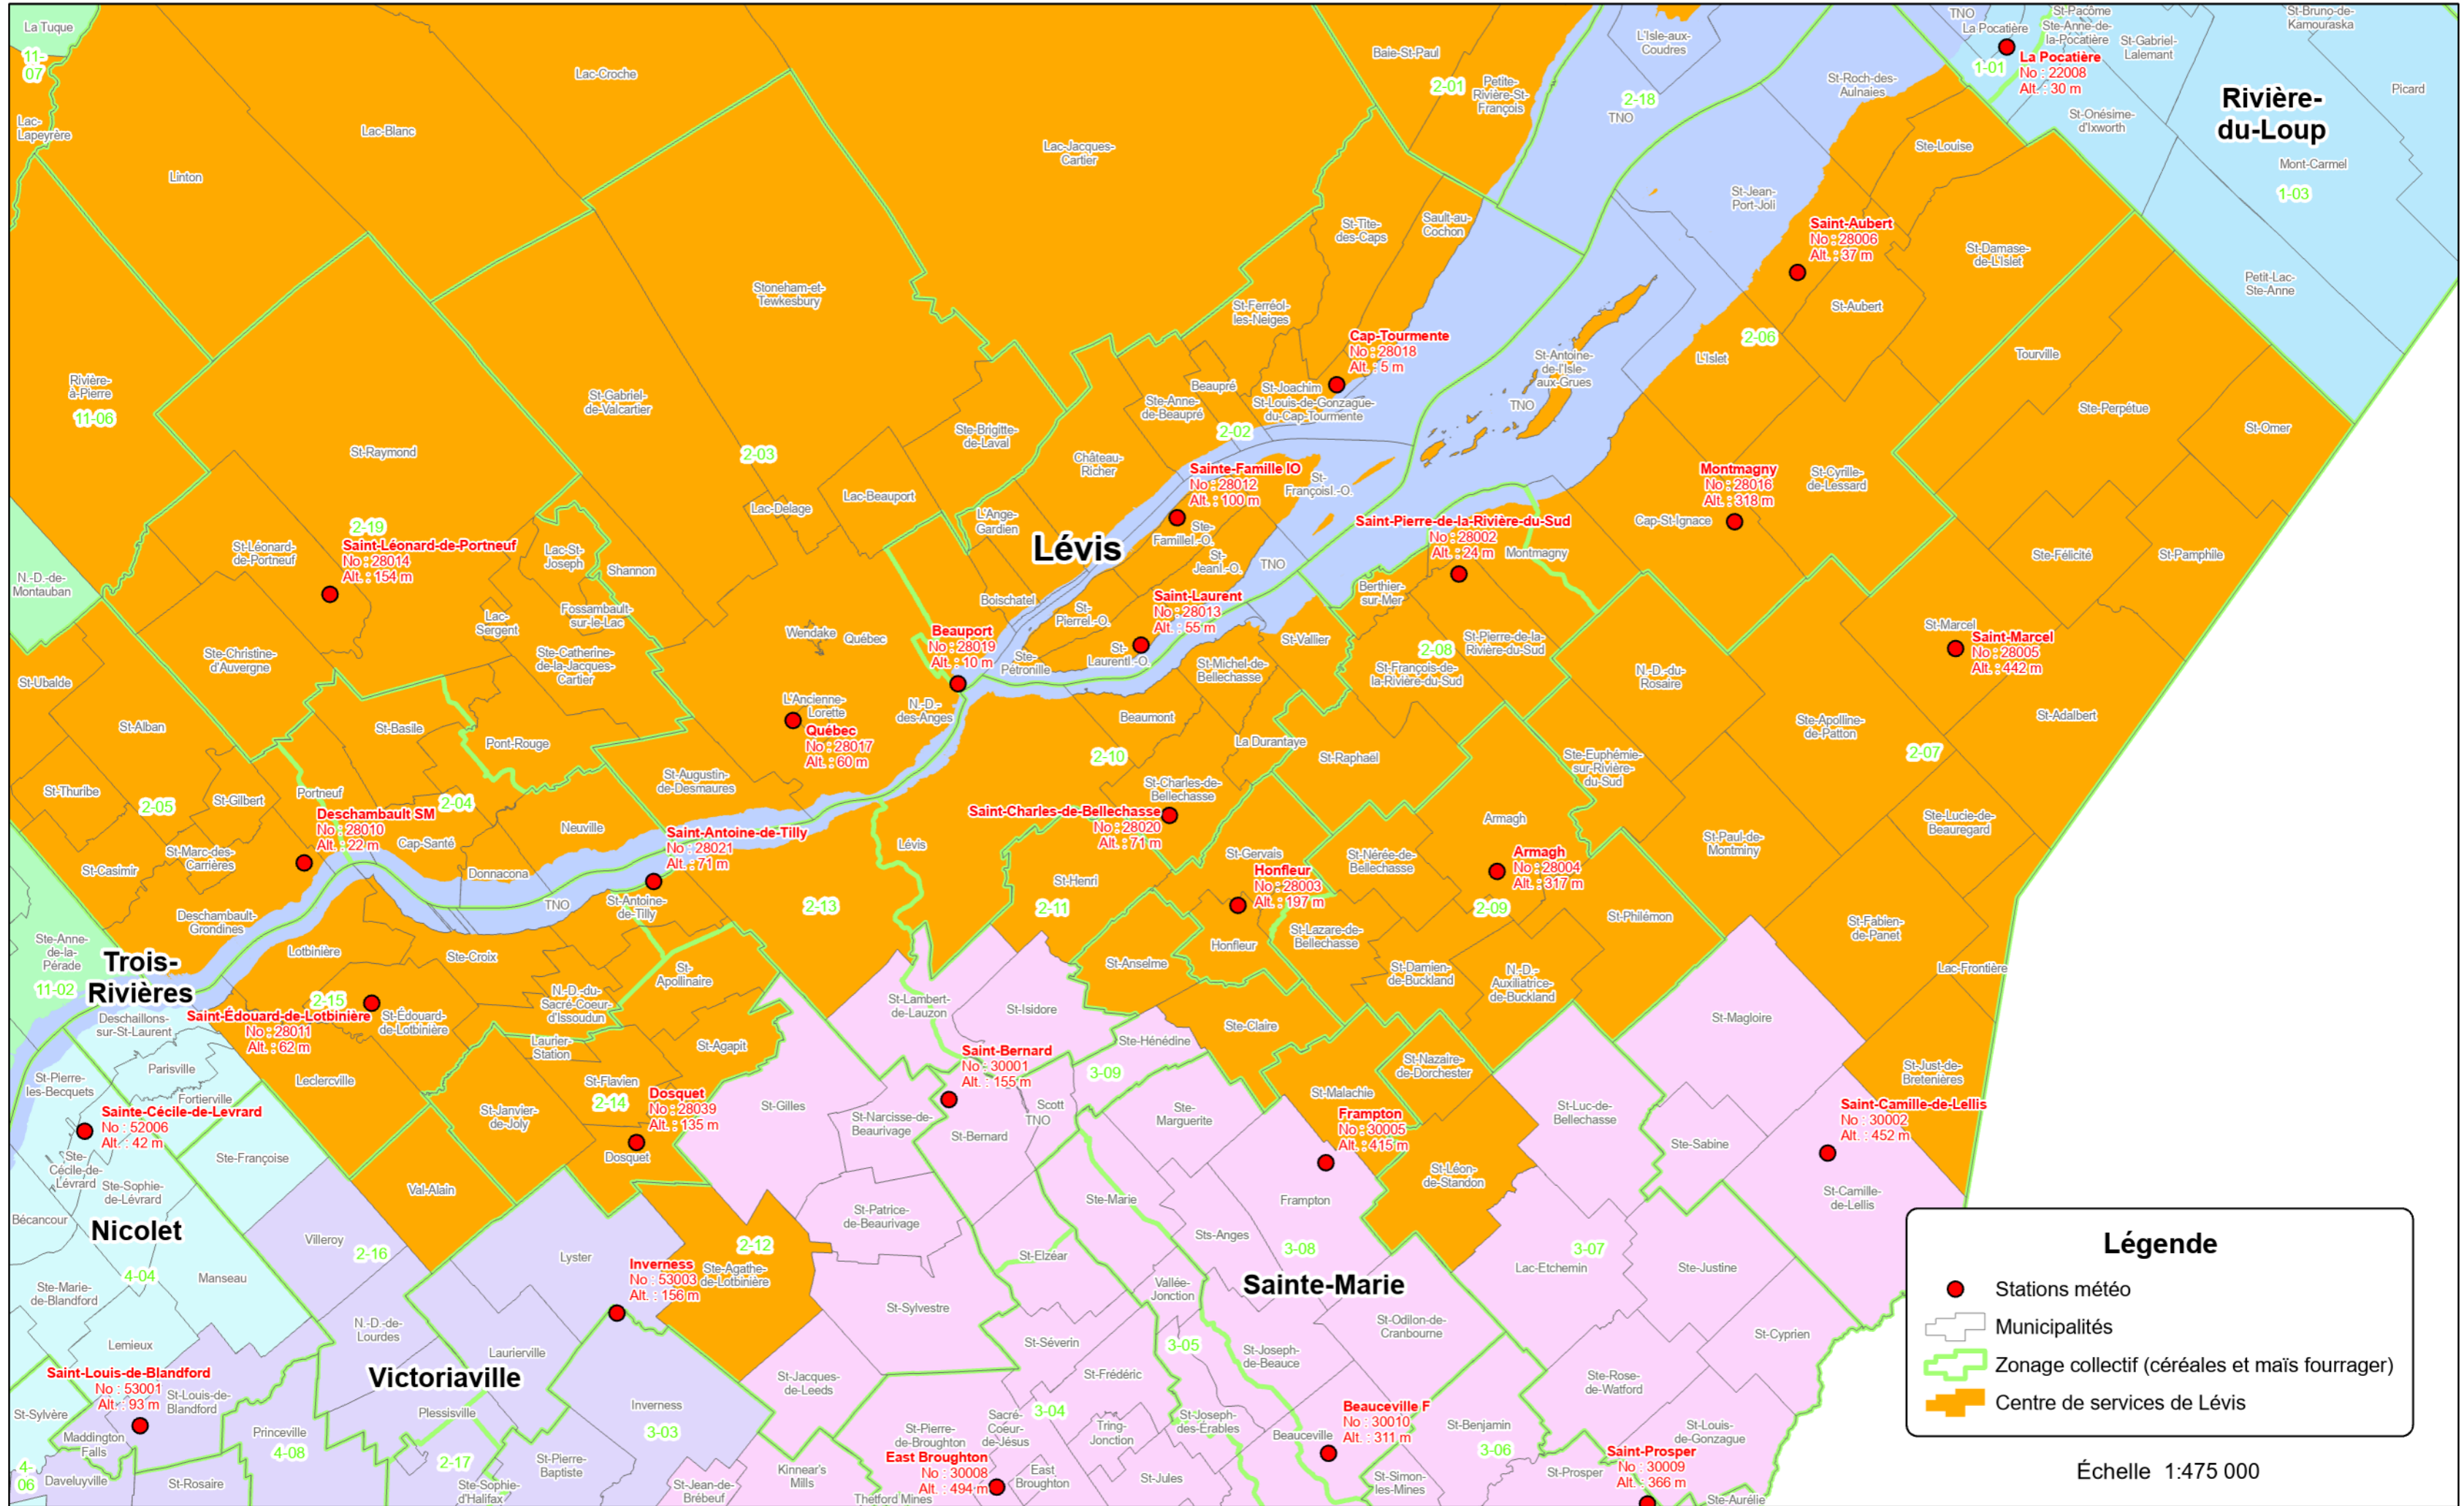 La Tuque
11-
07
Lac-
Lapeyrère
Linton
Lac-Blanc
Lac-Croche
Lac-Jacques-
Cartier
Baie-St-Paul
2-01
Petite-
Rivière-St-
François
L'Isle-aux-
Coudres
2-18
TNO
St-Roch-des-
Aulnaies
TNO
La Pocatière
1-01
St-Pacôme
Ste-Anne-de-
la-Pocatière
La Pocatière
No : 22008
Alt. : 30 m
St-Gabriel-
Lalemant
St-Bruno-de-
Kamouraska
St-Onésime-
d'Ixworth
Rivière-
du-Loup
Picard
Mont-Carmel
1-03
Petit-Lac-
Ste-Anne
Ste-Louise
St-Jean-
Port-Joli
Saint-Aubert
No : 28006
Alt. : 37 m
St-Damase-
de-L'Islet
St-Aubert
2-06
L'Islet
Tourville
Ste-Perpétue
St-Omer
St-Tite-
des-Caps
Sault-au-
Cochon
Stoneham-et-
Tewkesbury
St-Ferréol-
les-Neiges
Cap-Tourmente
No : 28018
Alt. : 5 m
St-Antoine-
de-l'Isle-
aux-Grues
TNO
Rivière-
à-Pierre
11-06
St-Gabriel-
de-Valcartier
Beaupré
St-Joachim
St-Louis-de-Gonzague-
du-Cap-Tourmente
Ste-Anne-
de-Beaupré
2-02
St-Raymond
2-03
Ste-Brigitte-
de-Laval
Château-
Richer
Sainte-Famille IO
No : 28012
Alt. : 100 m
St-
FrançoisI.-O.
Montmagny
No : 28016
Alt. : 318 m
St-Cyrille-
de-Lessard
Lac-Beauport
Lac-Delage
L'Ange-
Gardien
Lévis
Ste-
FamilleI.-O.
St-
JeanI.-O.
TNO
Saint-Pierre-de-la-Rivière-du-Sud
No : 28002
Alt. : 24 m
Montmagny
Cap-St-Ignace
Ste-Félicité
St-Pamphile
2-19
Saint-Léonard-de-Portneuf
No : 28014
Alt. : 154 m
St-Léonard-
de-Portneuf
N.-D.-de-
Montauban
Lac-St-
Joseph
Shannon
Fossambault-
sur-le-Lac
Lac-
Sergent
Ste-Catherine-
de-la-Jacques-
Cartier
Boischatel
St-
PierreI.-O.
Saint-Laurent
No : 28013
Alt. : 55 m
St-
LaurentI.-O.
Berthier-
sur-Mer
St-Vallier
2-08
St-Pierre-de-la-
Rivière-du-Sud
St-François-de-
la-Rivière-du-Sud
N.-D.-du-
Rosaire
St-Marcel
Saint-Marcel
No : 28005
Alt. : 442 m
Wendake
Québec
Beauport
No : 28019
Alt. : 10 m
Ste-
Pétronille
St-Michel-de-
Bellechasse
Ste-Christine-
d'Auvergne
St-Ubalde
St-Alban
St-Basile
Pont-Rouge
L'Ancienne-
Lorette
Québec
No : 28017
Alt. : 60 m
N.-D.-
des-Anges
Beaumont
2-10
La Durantaye
St-Raphaël
Ste-Euphémie-
sur-Rivière-
du-Sud
Ste-Apolline-
de-Patton
2-07
St-Adalbert
St-Thuribe
2-05
St-Gilbert
Portneuf
2-04
St-Augustin-
de-Desmaures
Deschambault SM
No : 28010
Alt. : 22 m
Cap-Santé
Neuville
Saint-Antoine-de-Tilly
No : 28021
Alt. : 71 m
Lévis
St-Charles-de-
Bellechasse
Saint-Charles-de-Bellechasse
No : 28020
Alt. : 71 m
Armagh
St-Paul-de-
Montminy
Ste-Lucie-de-
Beauregard
St-Casimir
St-Marc-des-
Carrières
Donnacona
St-Gervais
Honfleur
No : 28003
Alt. : 197 m
St-Nérée-de-
Bellechasse
Armagh
No : 28004
Alt. : 317 m
2-09
St-Henri
2-11
2-13
TNO
St-Antoine-
de-Tilly
Deschambault-
Grondines
Honfleur
St-Lazare-de-
Bellechasse
St-Philémon
St-Fabien-
de-Panet
Ste-Anne-
de-la-
Pérade
11-02
Trois-
Rivières
Lotbinière
Ste-Croix
St-
Apollinaire
St-Anselme
St-Damien-
de-Buckland
N.-D.-
Auxiliatrice-
de-Buckland
Lac-Frontière
2-15
Saint-Édouard-de-Lotbinière
No : 28011
Alt. : 62 m
St-Édouard-
de-Lotbinière
N.-D.-du-
Sacré-Coeur-
d'Issoudun
St-Lambert-
de-Lauzon
St-Isidore
Ste-Claire
St-Magloire
Deschaillons-
sur-St-Laurent
Laurier-
Station
St-Agapit
Saint-Bernard
No : 30001
Alt. : 155 m
Ste-Hénédine
3-09
St-Nazaire-
de-Dorchester
St-Just-de-
Bretenières
Parisville
St-Pierre-
les-Becquets
Fortierville
Leclercville
St-Flavien
2-14
St-Janvier-
de-Joly
Dosquet
No : 28039
Alt. : 135 m
Dosquet
St-Gilles
St-Narcisse-de-
Beaurivage
Scott
TNO
St-Bernard
Ste-
Marguerite
St-Malachie
Frampton
No : 30005
Alt. : 415 m
St-Luc-de-
Bellechasse
Ste-Sabine
Saint-Camille-de-Lellis
No : 30002
Alt. : 452 m
Sainte-Cécile-de-Levrard
No : 52006
Alt. : 42 m
Ste-
Cécile-de-
Lévrard
Ste-Sophie-
de-Lévrard
Ste-Françoise
Val-Alain
Ste-Marie
Frampton
St-Léon-
de-Standon
St-Camille-
de-Lellis
Bécancour
Nicolet
4-04
Villeroy
2-16
Lyster
2-12
St-Patrice-
de-Beaurivage
St-Elzéar
Sts-Anges
3-08
3-07
Lac-Etchemin
Ste-Justine
Ste-Marie-
de-Blandford
Manseau
Inverness
No : 53003
Alt. : 156 m
Ste-Agathe-
de-Lotbinière
St-Sylvestre
Vallée-
Jonction
Sainte-Marie
St-Odilon-de-
Cranbourne
St-Cyprien
Lemieux
N.-D.-de-
Lourdes
Laurierville
St-Séverin
3-05
St-Joseph-
de-Beauce
Saint-Louis-de-Blandford
No : 53001
Alt. : 93 m
St-Louis-de-
Blandford
Victoriaville
St-Jacques-
de-Leeds
St-Frédéric
Ste-Rose-
de-Watford
St-Sylvère
Maddington
Falls
Princeville
4-08
Plessisville
Inverness
3-03
St-Pierre-
de-Broughton
Sacré-
Coeur-
de-Jésus
3-04
Tring-
Jonction
St-Joseph-
des-Érables
Beauceville F
No : 30010
Alt. : 311 m
Beauceville
St-Benjamin
3-06
St-Louis-
de-Gonzague
4-
06
Daveluyville
St-Rosaire
2-17
Ste-Sophie-
d'Halifax
St-Pierre-
Baptiste
St-Jean-de-
Brébeuf
Kinnear's
Mills
Thetford Mines
East Broughton
No : 30008
Alt. : 494 m
East
Broughton
St-Jules
St-Simon-
les-Mines
St-Prosper
Saint-Prosper
No : 30009
Alt. : 366 m
Ste-Aurélie
Légende
Stations météo
Municipalités
Zonage collectif (céréales et maïs fourrager)
Centre de services de Lévis
Échelle 1:475 000